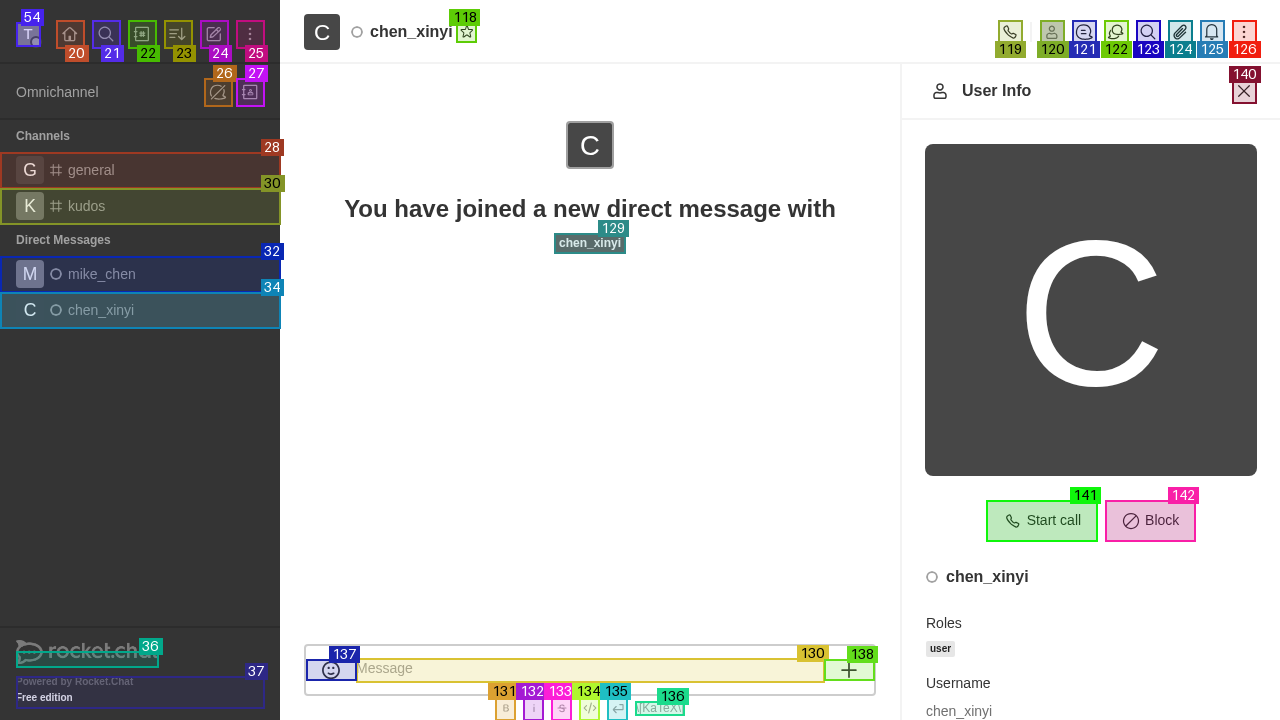 54
T
20
21
22
23
24
25
C
chen_xinyi
118
119
120
121
122
123
124
125
126
Omnichannel
26
27
User Info
140
Channels
28
G general
30
K kudos
Direct Messages
32
M mike_chen
34
C chen_xinyi
C
You have joined a new direct message with
129
chen_xinyi
C
141
Start call
142
Block
chen_xinyi
Roles
user
Username
chen_xinyi
rocket.cha
36
37
Powered by Rocket.Chat
Free edition
137
Message
130
138
131
132
133
134
135
136
B
i
S
</>
\[KaTeX\]